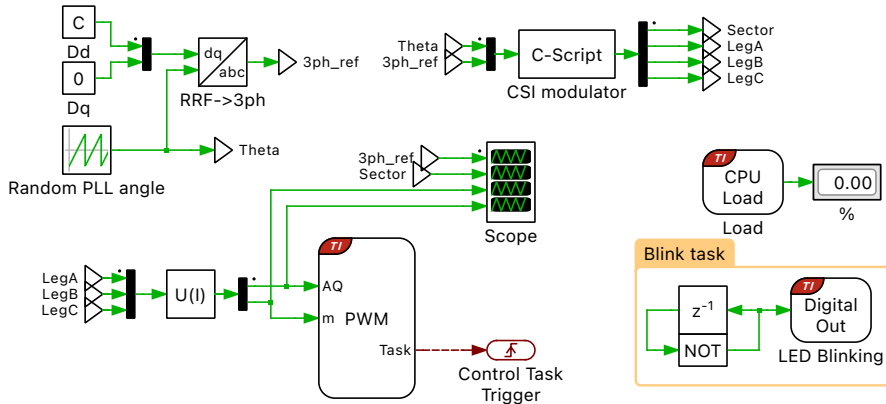 C
Dd
0
Dq
dq
abc
RRF->3ph
3ph_ref
Random PLL angle
Theta
Theta
3ph_ref
C-Script
CSI modulator
Sector
LegA
LegB
LegC
3ph_ref
Sector
Scope
TI
CPU
Load
Load
0.00
%
LegA
LegB
LegC
U(I)
TI
AQ
m
PWM
Task
Control Task
Trigger
Blink task
z-1
NOT
TI
Digital
Out
LED Blinking